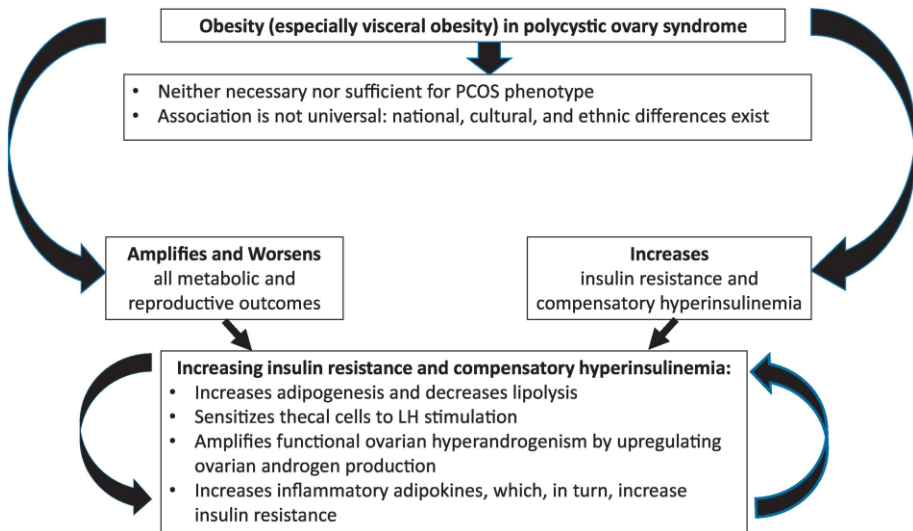 Obesity (especially visceral obesity) in polycystic ovary syndrome
• Neither necessary nor sufficient for PCOS phenotype
• Association is not universal: national, cultural, and ethnic differences exist
Amplifies and Worsens
all metabolic and
reproductive outcomes
Increases
insulin resistance and
compensatory hyperinsulinemia
Increasing insulin resistance and compensatory hyperinsulinemia:
• Increases adipogenesis and decreases lipolysis
• Sensitizes thecal cells to LH stimulation
• Amplifies functional ovarian hyperandrogenism by upregulating
ovarian androgen production
• Increases inflammatory adipokines, which, in turn, increase
insulin resistance